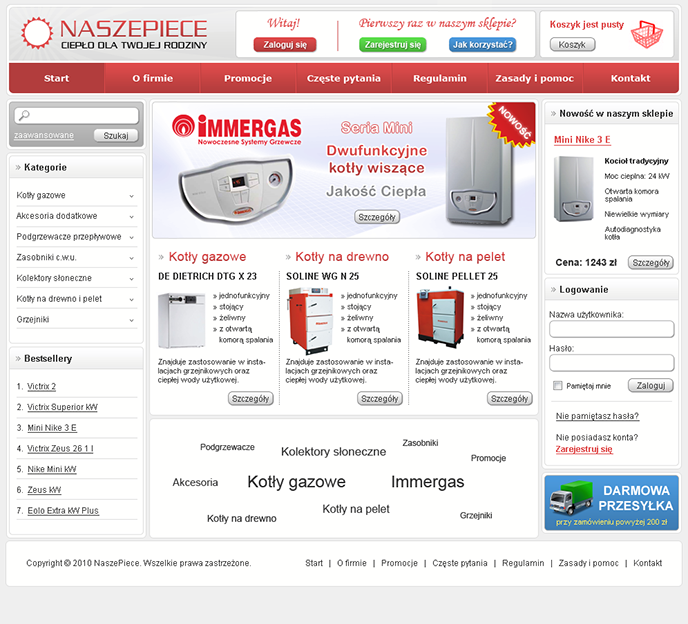 NASZEPIECE
CIEPŁO DLA TWOJEJ RODZINY
Witaj!
Zaloguj się
Pierwszy raz w naszym sklepie?
Zarejestruj się
Jak korzystać?
Koszyk jest pusty
Koszyk
Start
O firmie
Promocje
Częste pytania
Regulamin
Zasady i pomoc
Kontakt
zaawansowane
Szukaj
» Kategorie
Kotły gazowe
Akcesoria dodatkowe
Podgrzewacze przepływowe
Zasobniki c.w.u.
Kolektory słoneczne
Kotły na drewno i pelet
Grzejniki
» Bestsellery
1. Victrix 2
2. Victrix Superior kW
3. Mini Nike 3 E
4. Victrix Zeus 26 1 I
5. Nike Mini kW
6. Zeus kW
7. Eolo Extra kW Plus
IMMERGAS
Nowoczesne Systemy Grzewcze
Seria Mini
Dwufunkcyjne
kotły wiszące
Jakość Ciepła
Szczegóły
NOWOŚĆ
» Kotły gazowe
DE DIETRICH DTG X 23
» jednofunkcyjny
» stojący
» żeliwny
» z otwartą
komorą spalania
Znajduje zastosowanie w insta-
lacjach grzejnikowych oraz
ciepłej wody użytkowej.
Szczegóły
» Kotły na drewno
SOLINE WG N 25
» jednofunkcyjny
» stojący
» żeliwny
» z otwartą
komorą spalania
Znajduje zastosowanie w insta-
lacjach grzejnikowych oraz
ciepłej wody użytkowej.
Szczegóły
» Kotły na pelet
SOLINE PELLET 25
» jednofunkcyjny
» stojący
» żeliwny
» z otwartą
komorą spalania
Znajduje zastosowanie w insta-
lacjach grzejnikowych oraz
ciepłej wody użytkowej.
Szczegóły
Podgrzewacze
Kolektory słoneczne
Zasobniki
Promocje
Akcesoria
Kotły gazowe
Immergas
Kotły na drewno
Kotły na pelet
Grzejniki
» Nowość w naszym sklepie
Mini Nike 3 E
Kocioł tradycyjny
Moc cieplna: 24 kW
Otwarta komora
spalania
Niewielkie wymiary
Autodiagnostyka
kotła
Cena: 1243 zł
Szczegóły
» Logowanie
Nazwa użytkownika:
Hasło:
Pamiętaj mnie
Zaloguj
Nie pamiętasz hasła?
Nie posiadasz konta?
Zarejestruj się
DARMOWA
PRZESYŁKA
przy zamówieniu powyzej 200 zł
Copyright © 2010 NaszePiece. Wszelkie prawa zastrzeżone.
Start | O firmie | Promocje | Częste pytania | Regulamin | Zasady i pomoc | Kontakt